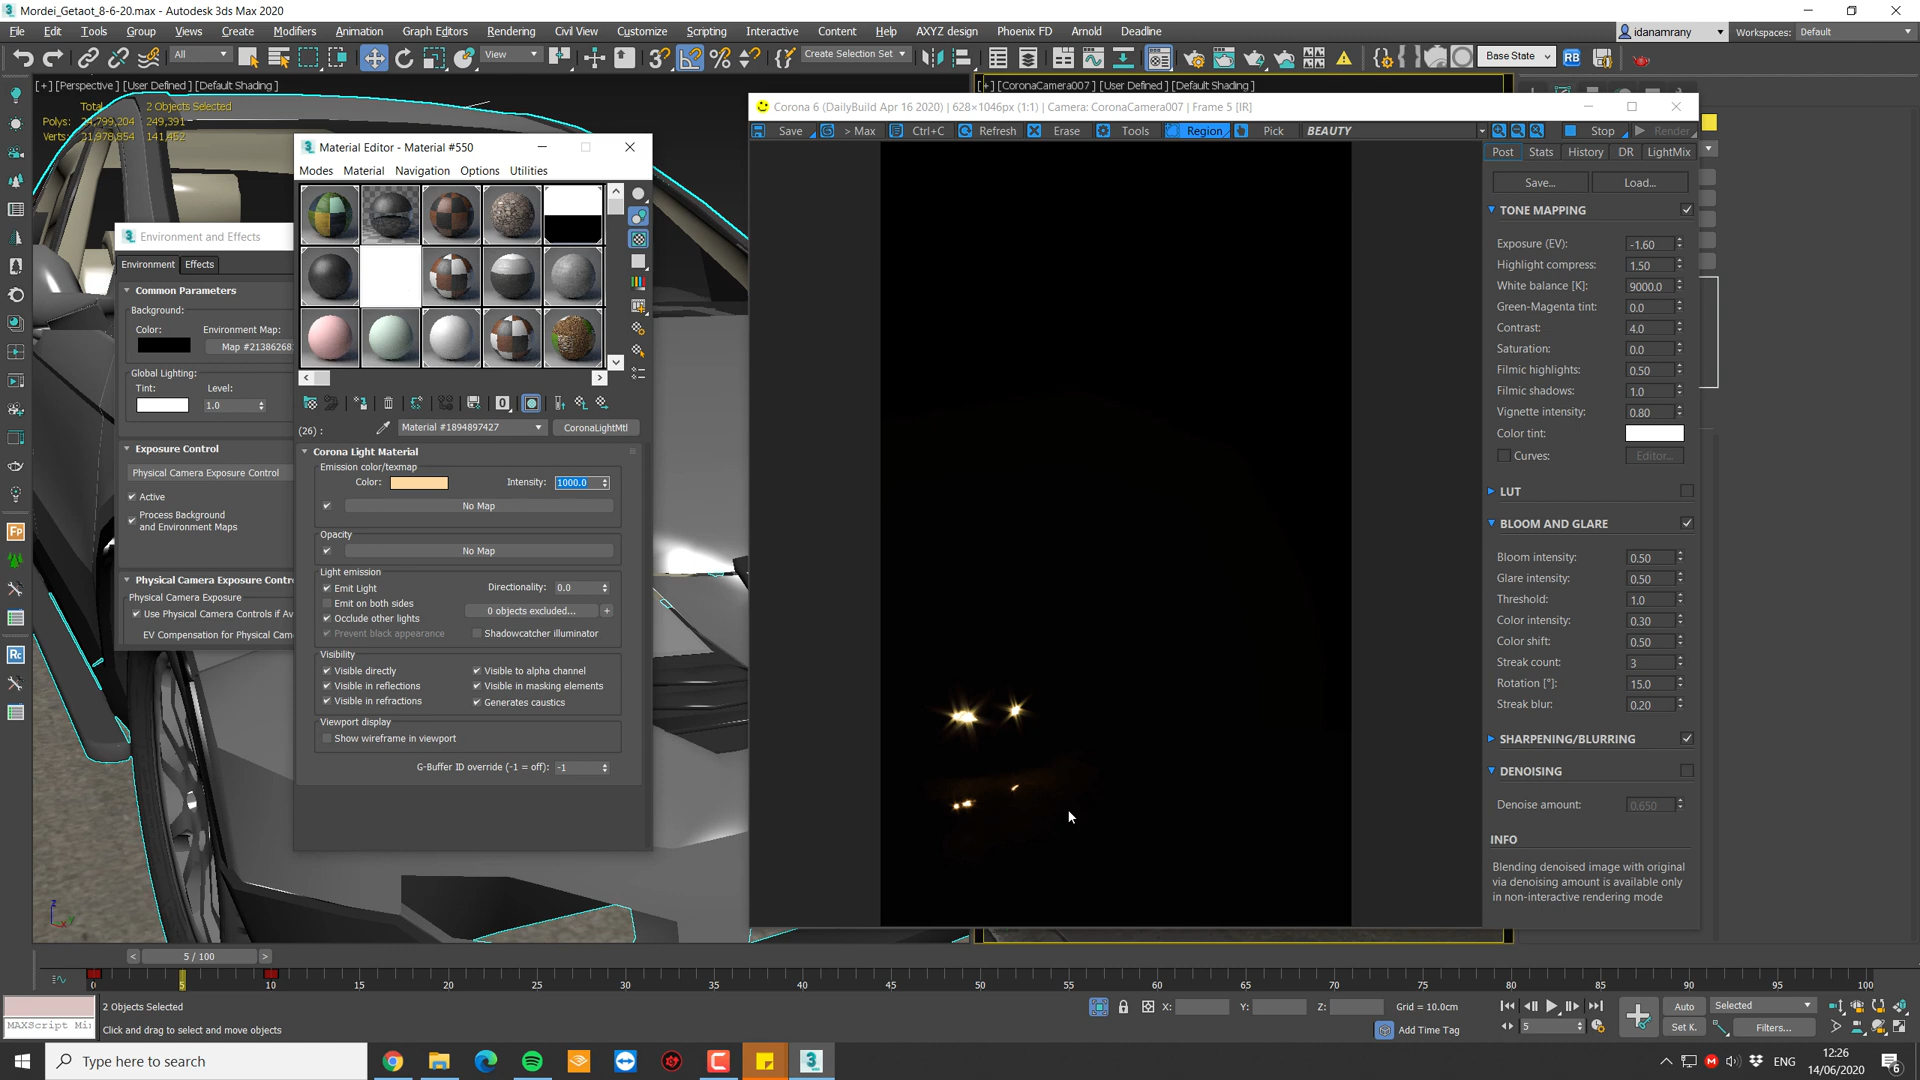 Mordei_Getaot_8-6-20.max - Autodesk 3ds Max 2020
File Edit Tools Group Views Create Modifiers Animation Graph Editors Rendering Civil View Customize Scripting Interactive Content Help AXYZ design Phoenix FD Arnold Deadline
idanamrany Workspaces: Default
All View Create Selection Set Base State RB
[+] [Perspective] [User Defined] [Default Shading]
[+] [CoronaCamera007] [User Defined] [Default Shading]
Total 2 Objects Selected
Polys: 24,799,204 249,391
Verts: 21,978,854 141,452
Corona 6 (DailyBuild Apr 16 2020) | 628×1046px (1:1) | Camera: CoronaCamera007 | Frame 5 [IR]
Save > Max Ctrl+C Refresh Erase Tools Region Pick BEAUTY Stop Render
Post Stats History DR LightMix
Save... Load...
TONE MAPPING
Exposure (EV): -1.60
Highlight compress: 1.50
White balance [K]: 9000.0
Green-Magenta tint: 0.0
Contrast: 4.0
Saturation: 0.0
Filmic highlights: 0.50
Filmic shadows: 1.0
Vignette intensity: 0.80
Color tint:
Curves: Editor...
LUT
BLOOM AND GLARE
Bloom intensity: 0.50
Glare intensity: 0.50
Threshold: 1.0
Color intensity: 0.30
Color shift: 0.50
Streak count: 3
Rotation [°]: 15.0
Streak blur: 0.20
SHARPENING/BLURRING
DENOISING
Denoise amount: 0.650
INFO
Blending denoised image with original
via denoising amount is available only
in non-interactive rendering mode
Material Editor - Material #550
Modes Material Navigation Options Utilities
(26) : Material #1894897427 CoronaLightMtl
Corona Light Material
Emission color/texmap
Color: Intensity: 1000.0
No Map
Opacity
No Map
Light emission
Emit Light Directionality: 0.0
Emit on both sides 0 objects excluded... +
Occlude other lights
Prevent black appearance Shadowcatcher illuminator
Visibility
Visible directly Visible to alpha channel
Visible in reflections Visible in masking elements
Visible in refractions Generates caustics
Viewport display
Show wireframe in viewport
G-Buffer ID override (-1 = off): -1
Environment and Effects
Environment Effects
Common Parameters
Background:
Color: Environment Map:
Map #21386268
Global Lighting:
Tint: Level:
1.0
Exposure Control
Physical Camera Exposure Control
Active
Process Background
and Environment Maps
Physical Camera Exposure Contr
Physical Camera Exposure
Use Physical Camera Controls if Av
EV Compensation for Physical Cam
Fp
Rc
< 5 / 100 >
0 5 10 15 20 25 30 35 40 45 50 55 60 65 70 75 80 85 90 95 100
MAXScript Mi
2 Objects Selected
Click and drag to select and move objects
X: Y: Z: Grid = 10.0cm
Add Time Tag
5
Auto Selected
Set K. Filters...
Type here to search
ENG
12:26
14/06/2020
6